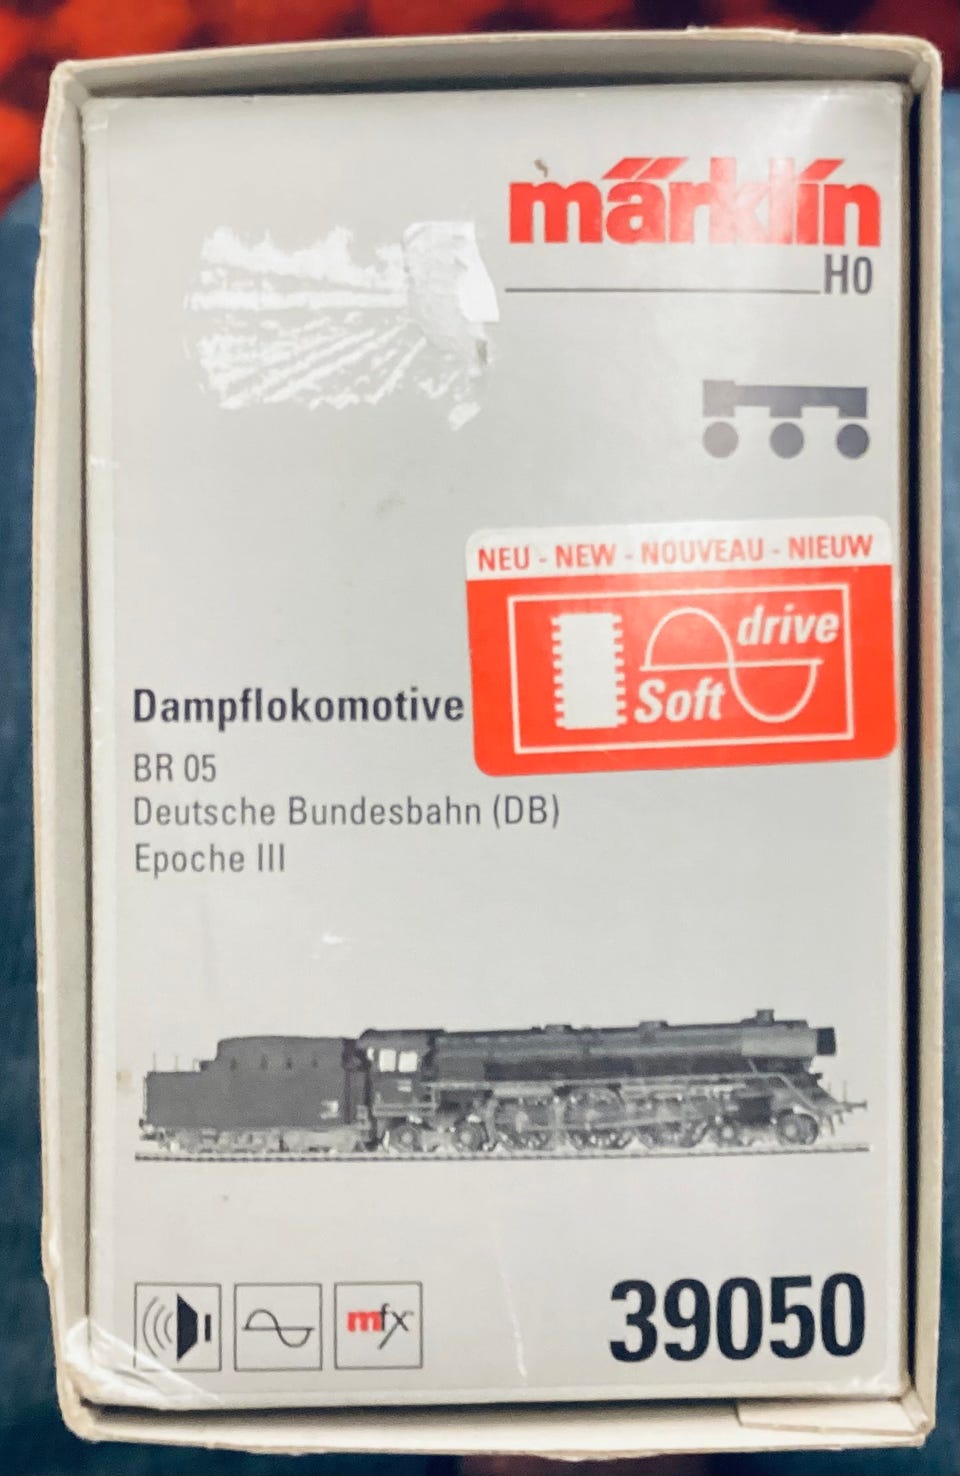 märklin
H0
NEU - NEW - NOUVEAU - NIEUW
drive
Soft
Dampflokomotive
BR 05
Deutsche Bundesbahn (DB)
Epoche III
mfx
39050